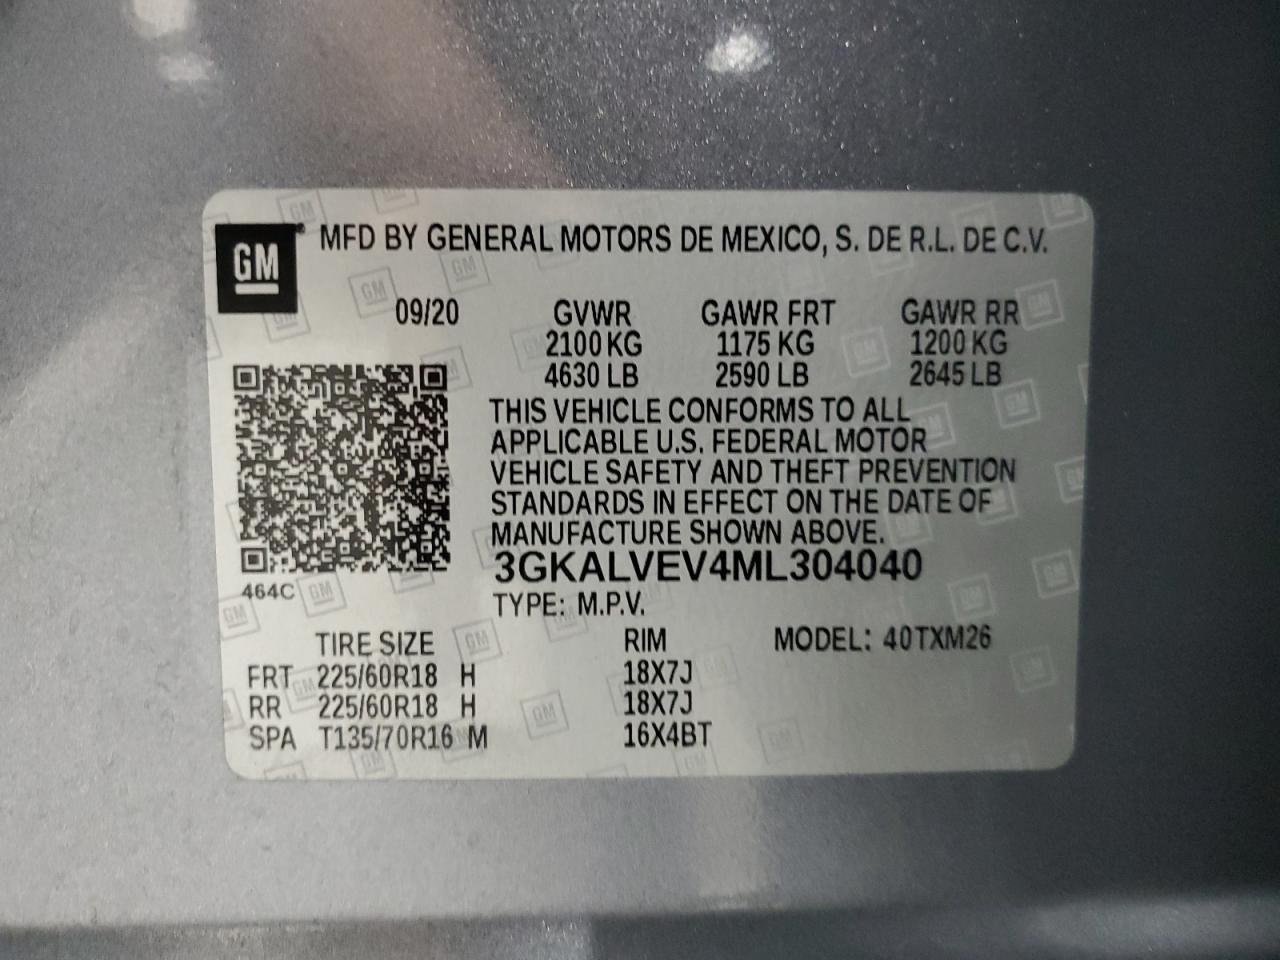 GM
MFD BY GENERAL MOTORS DE MEXICO, S. DE R.L. DE C.V.
09/20 GVWR GAWR FRT GAWR RR
2100 KG 1175 KG 1200 KG
4630 LB 2590 LB 2645 LB
THIS VEHICLE CONFORMS TO ALL
APPLICABLE U.S. FEDERAL MOTOR
VEHICLE SAFETY AND THEFT PREVENTION
STANDARDS IN EFFECT ON THE DATE OF
MANUFACTURE SHOWN ABOVE.
3GKALVEV4ML304040
464C
TYPE: M.P.V.
TIRE SIZE RIM MODEL: 40TXM26
FRT 225/60R18 H 18X7J
RR 225/60R18 H 18X7J
SPA T135/70R16 M 16X4BT